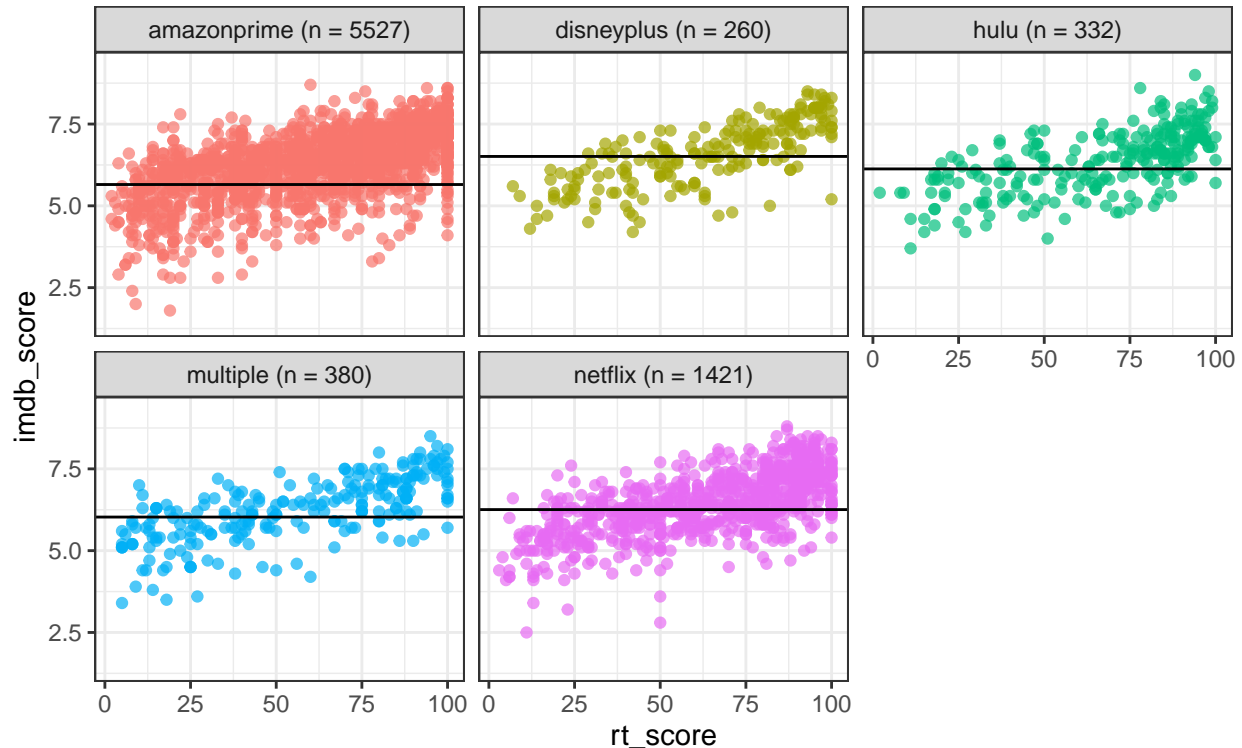 amazonprime (n = 5527)
disneyplus (n = 260)
hulu (n = 332)
7.5
5.0
2.5
0 25 50 75 100
multiple (n = 380)
netflix (n = 1421)
7.5
5.0
2.5
0 25 50 75 100
0 25 50 75 100
imdb_score
rt_score